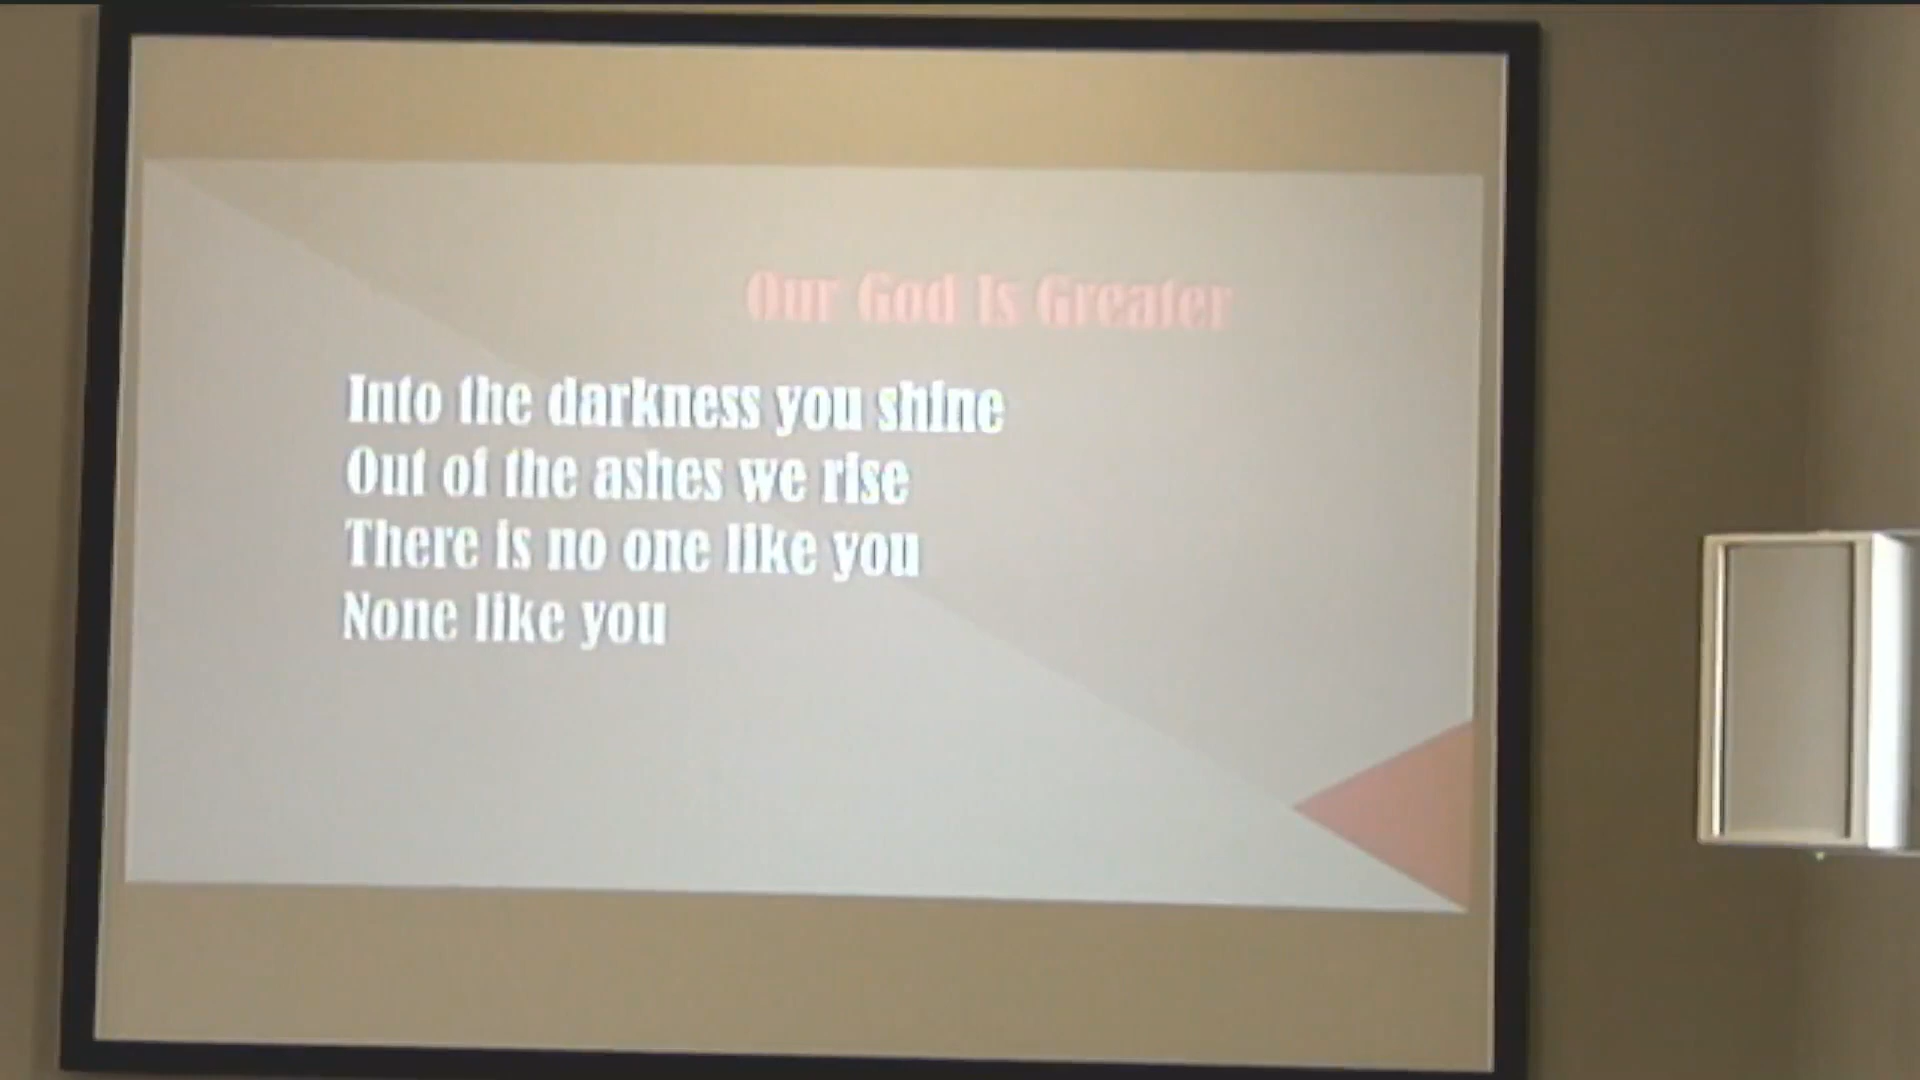 Our God Is Greater
Into the darkness you shine
Out of the ashes we rise
There is no one like you
None like you